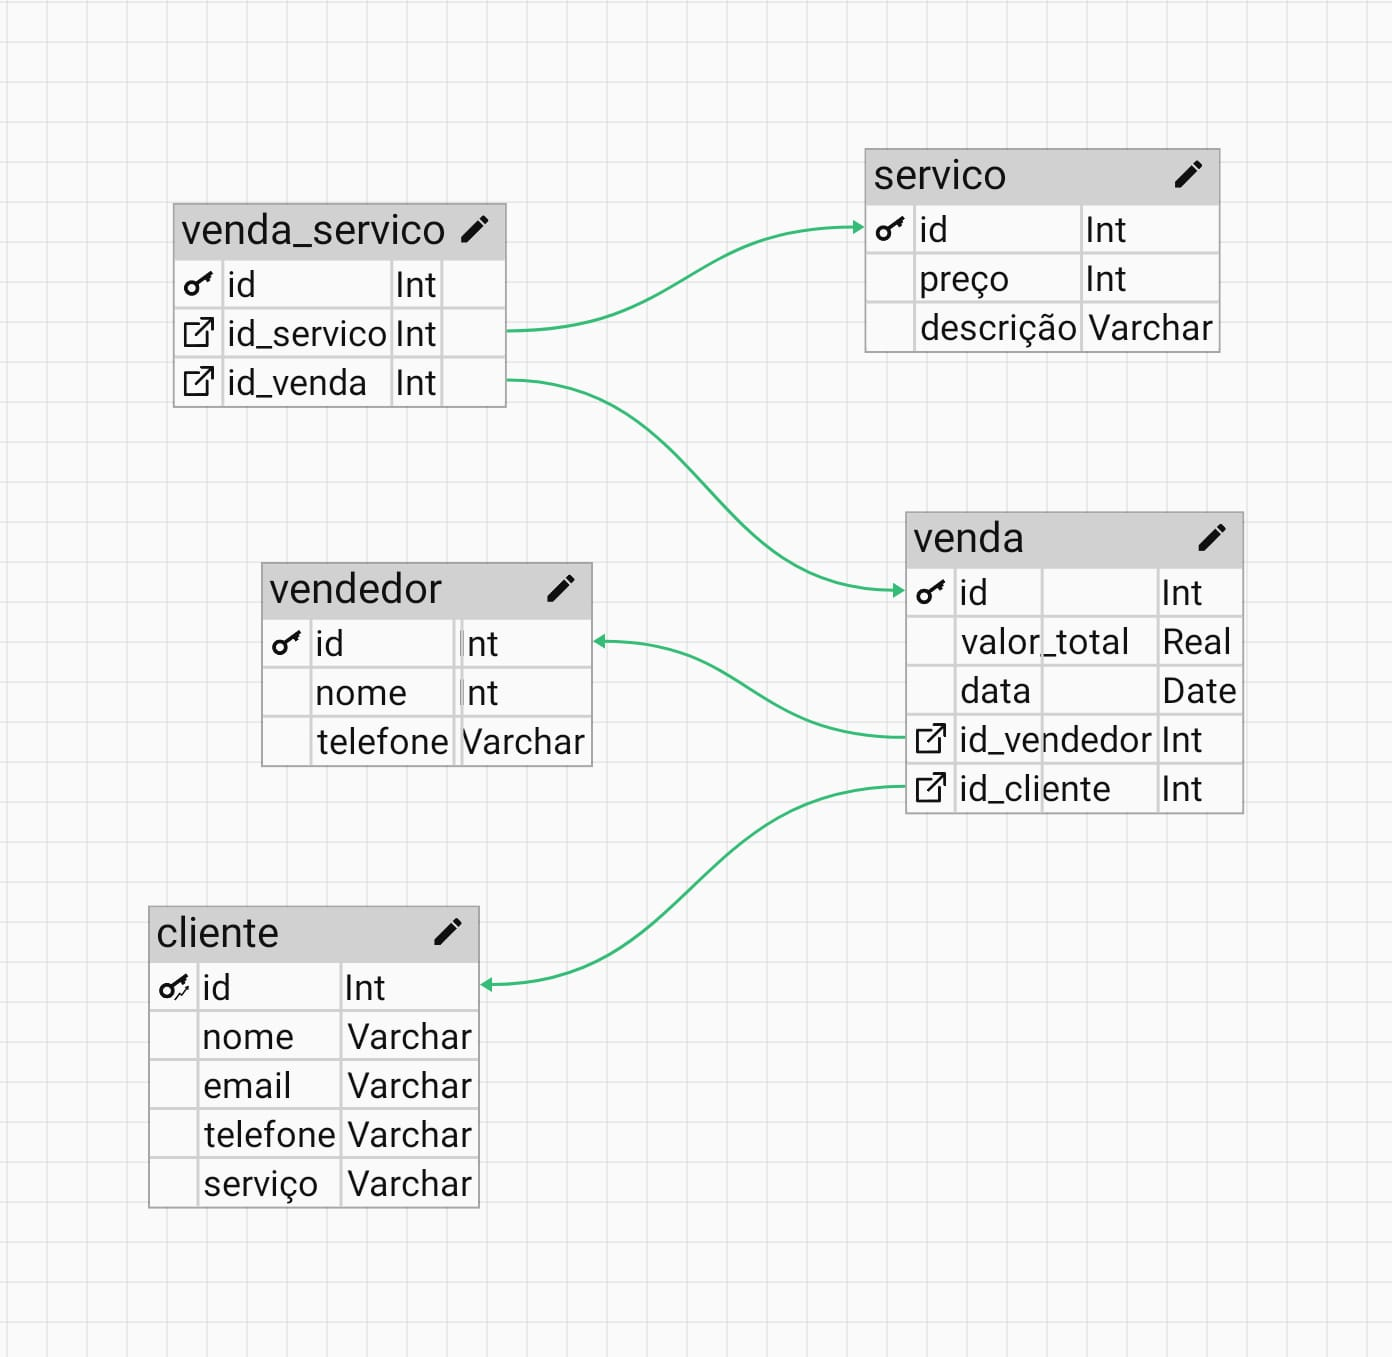 venda_servico
id Int
id_servico Int
id_venda Int
servico
id Int
preço Int
descrição Varchar
vendedor
id Int
nome Int
telefone Varchar
venda
id Int
valor_total Real
data Date
id_vendedor Int
id_cliente Int
cliente
id Int
nome Varchar
email Varchar
telefone Varchar
serviço Varchar